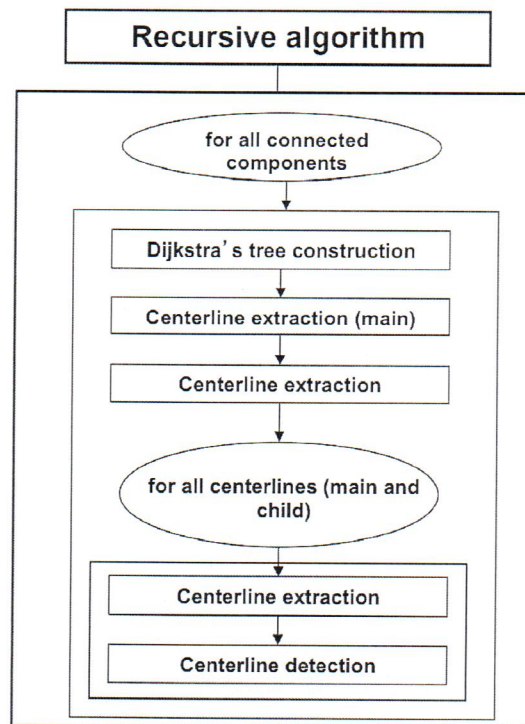 Recursive algorithm
for all connected
components
Dijkstra's tree construction
Centerline extraction (main)
Centerline extraction
for all centerlines (main and
child)
Centerline extraction
Centerline detection